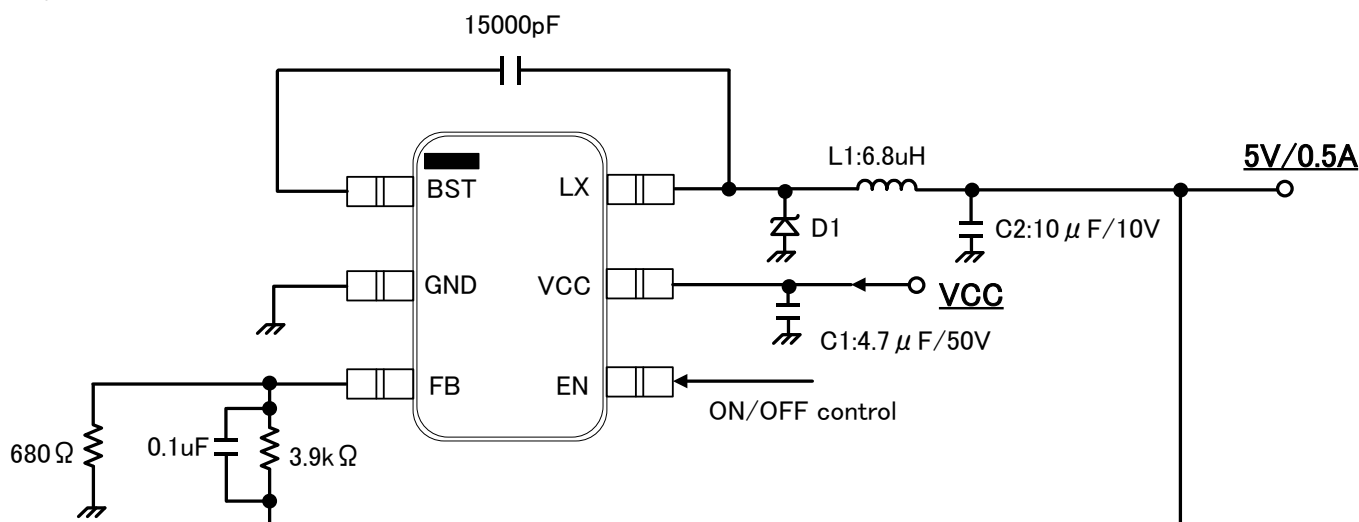 15000pF
L1:6.8uH
5V/0.5A
BST
LX
D1
C2:10μF/10V
GND
VCC
VCC
C1:4.7μF/50V
FB
EN
ON/OFF control
680Ω
0.1uF
3.9kΩ